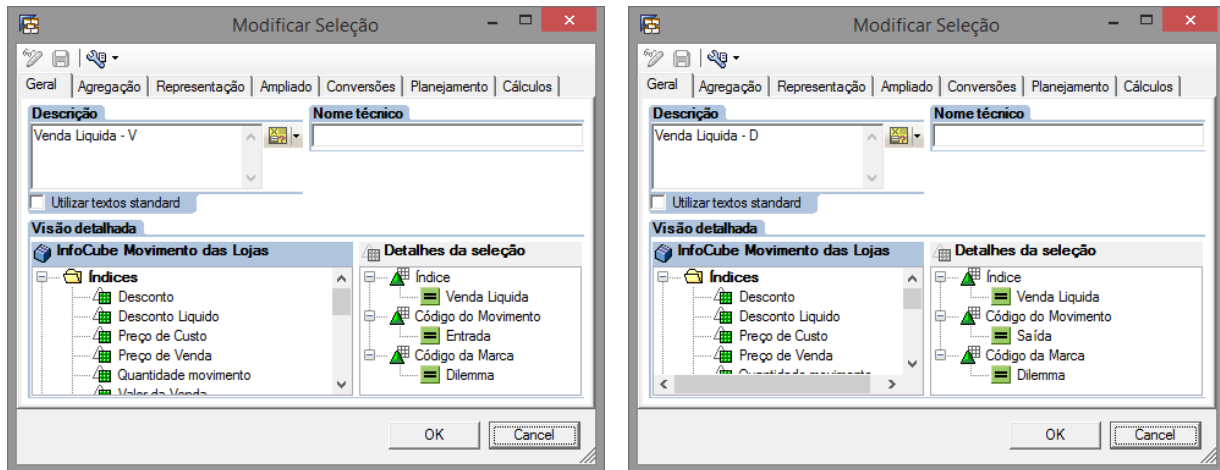 Modificar Seleção
Geral Agregação Representação Ampliado Conversões Planejamento Cálculos
Descrição Nome técnico
Venda Liquida - V
Utilizar textos standard
Visão detalhada
InfoCube Movimento das Lojas
Índices
Desconto
Desconto Liquido
Preço de Custo
Preço de Venda
Quantidade movimento
Valor da Venda
Detalhes da seleção
Índice
Venda Liquida
Código do Movimento
Entrada
Código da Marca
Dilemma
OK Cancel
Modificar Seleção
Geral Agregação Representação Ampliado Conversões Planejamento Cálculos
Descrição Nome técnico
Venda Liquida - D
Utilizar textos standard
Visão detalhada
InfoCube Movimento das Lojas
Índices
Desconto
Desconto Liquido
Preço de Custo
Preço de Venda
Quantidade movimento
Detalhes da seleção
Índice
Venda Liquida
Código do Movimento
Saída
Código da Marca
Dilemma
OK Cancel